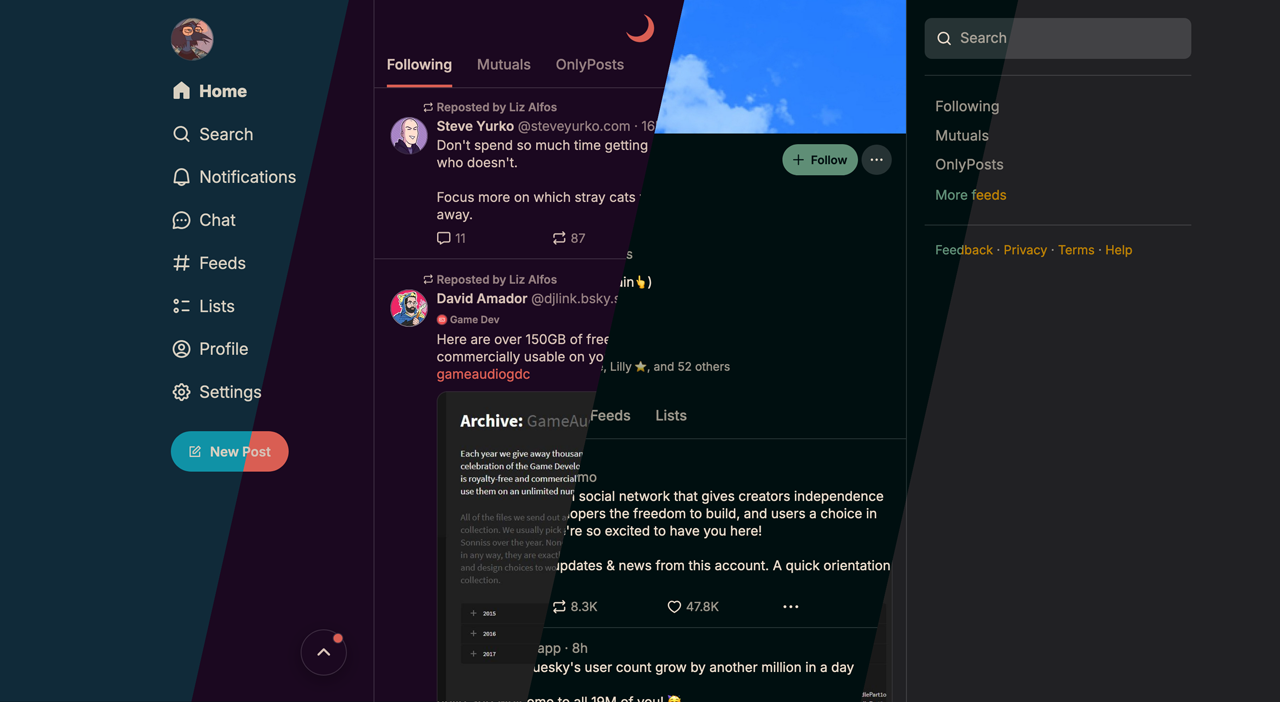 Home
Search
Notifications
Chat
Feeds
Lists
Profile
Settings
New Post
Following Mutuals OnlyPosts
Reposted by Liz Alfos
Steve Yurko @steveyurko.com · 16
Don't spend so much time getting
who doesn't.
Focus more on which stray cats
away.
11 87
Reposted by Liz Alfos
David Amador @djlink.bsky.s
Game Dev
Here are over 150GB of free
commercially usable on yo
gameaudiogdc
Archive: GameAu
Each year we give away thousan
celebration of the Game Develo
is royalty-free and commercial
use them on an unlimited nun
All of the files we send out a
collection. We usually pick
Sonniss over the year. Non
in any way, they are exact
and design choices to wo
collection.
+ 2015
+ 2016
+ 2017
+ Follow
s
ain👆)
, Lilly ⭐, and 52 others
Feeds Lists
mo
social network that gives creators independence
opers the freedom to build, and users a choice in
're so excited to have you here!
updates & news from this account. A quick orientation
8.3K 47.8K
app · 8h
uesky's user count grow by another million in a day
ome to all 19M of you! 🥳
Search
Following
Mutuals
OnlyPosts
More feeds
Feedback · Privacy · Terms · Help